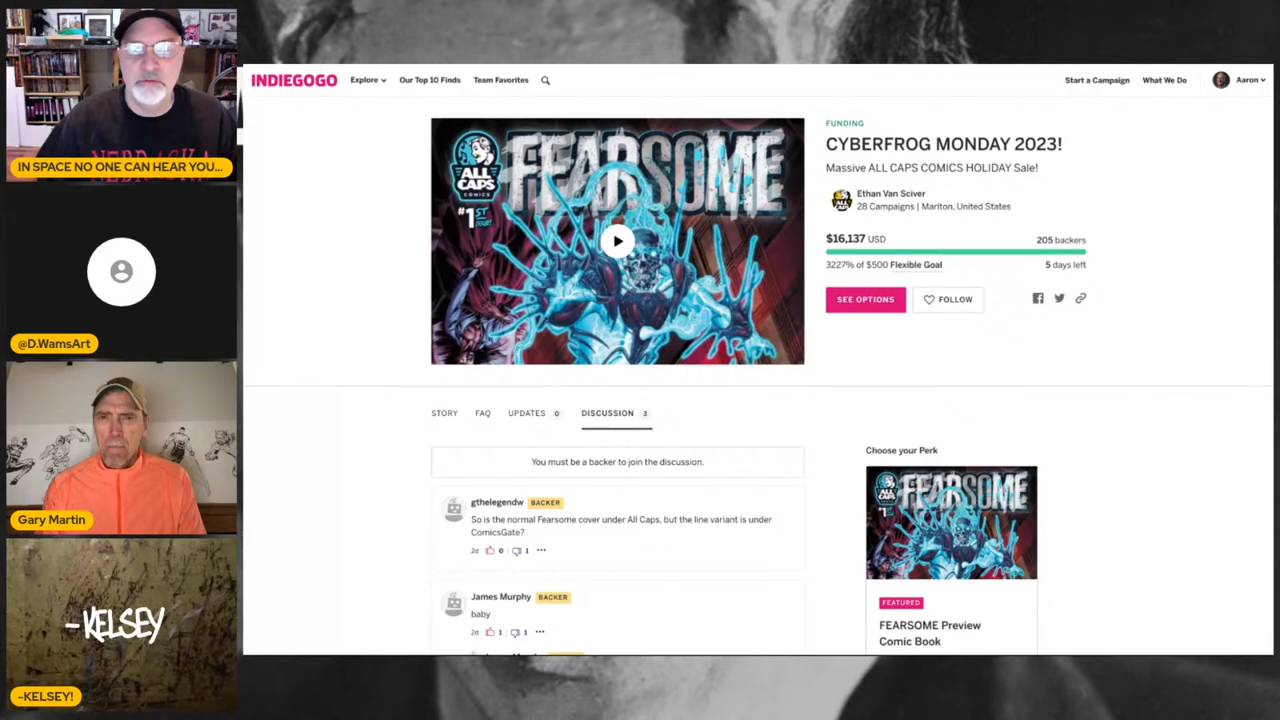 NEBRASKA
IN SPACE NO ONE CAN HEAR YOU...
@D.WamsArt
Gary Martin
-KELSEY
-KELSEY!
INDIEGOGO
Explore
Our Top 10 Finds
Team Favorites
Start a Campaign
What We Do
Aaron
ALL CAPS COMICS
FEARSOME
#1 1ST ISSUE!
FUNDING
CYBERFROG MONDAY 2023!
Massive ALL CAPS COMICS HOLIDAY Sale!
Ethan Van Sciver
28 Campaigns | Marlton, United States
$16,137 USD
205 backers
3227% of $500 Flexible Goal
5 days left
SEE OPTIONS
FOLLOW
STORY
FAQ
UPDATES 0
DISCUSSION 3
You must be a backer to join the discussion.
gthelegendw BACKER
So is the normal Fearsome cover under All Caps, but the line variant is under
ComicsGate?
2d 0 1 •••
James Murphy BACKER
baby
2d 1 1 •••
Choose your Perk
ALL CAPS
FEARSOME
#1
FEATURED
FEARSOME Preview
Comic Book